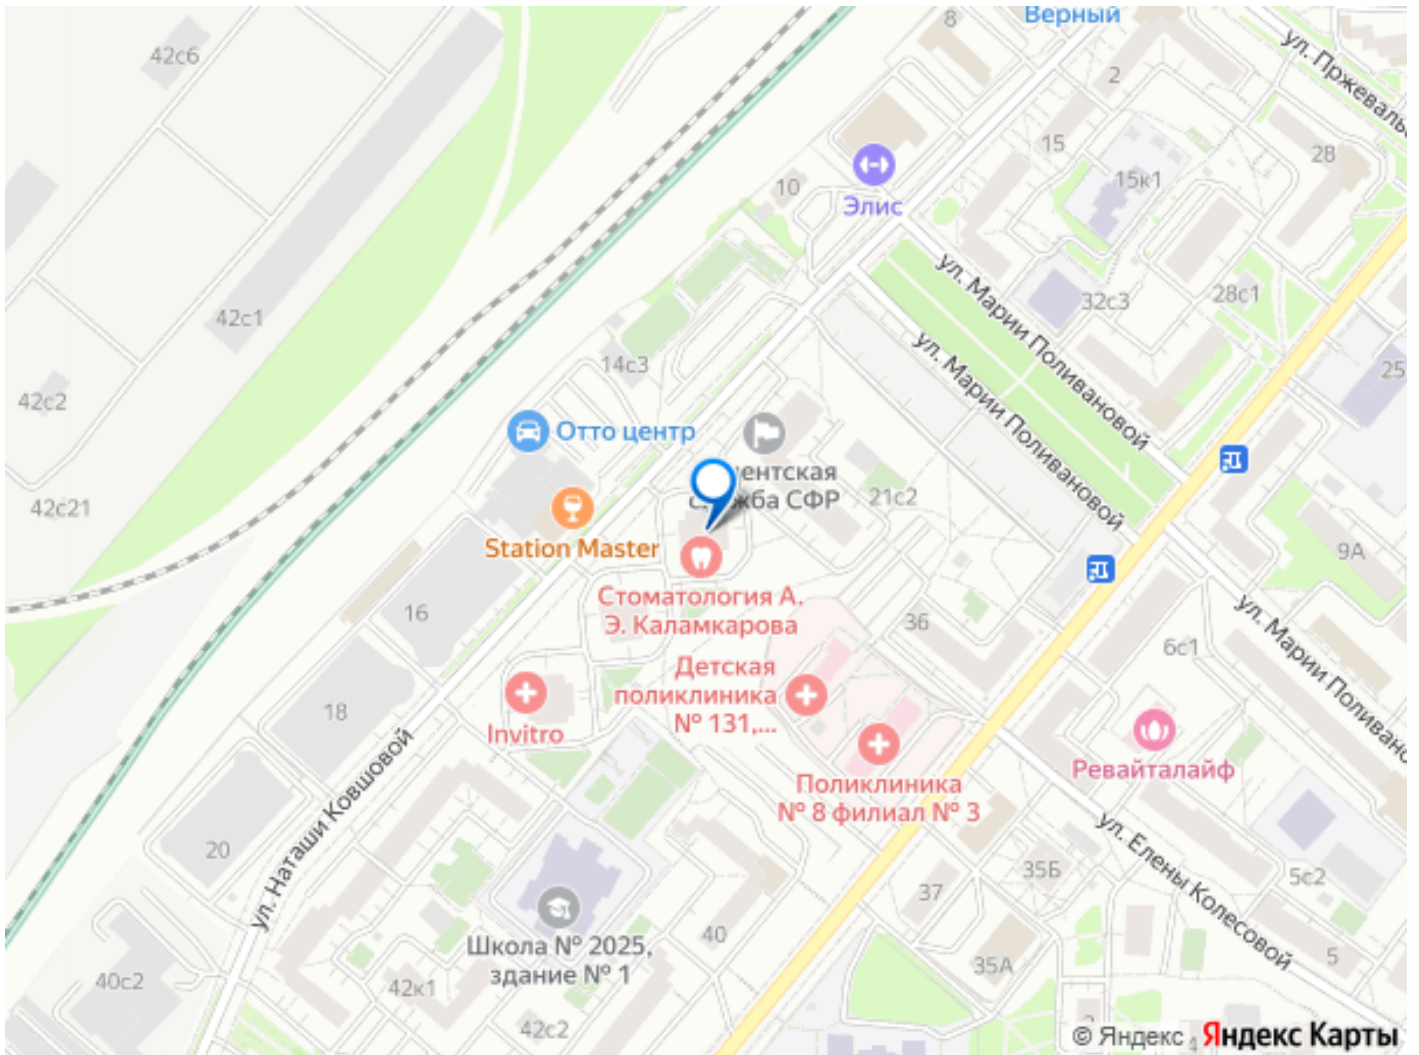 8
Верный
42с6
2
ул. Пржеваль
15
28
15к1
10
Элис
ул. Марии Поливановой
28с1
32с3
42с1
ул. Марии Поливановой
14с3
25
42с2
Отто центр
ентская
служба СФР
21с2
42с21
Station Master
9А
Стоматология А.
Э. Каламкарова
16
36
ул. Марии Поливано
6с1
Детская
поликлиника
№ 131,...
18
Invitro
Ревайталайф
Поликлиника
№ 8 филиал № 3
ул. Наташи Ковшовой
20
ул. Елены Колесовой
35Б
5с2
37
40
Школа № 2025,
здание № 1
5
35А
40с2
42к1
42с2
4
© Яндекс Яндекс Карты